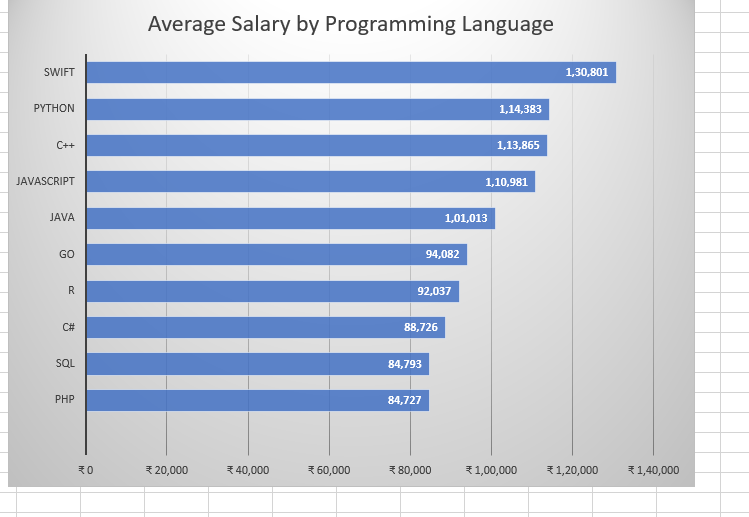 Average Salary by Programming Language
SWIFT 1,30,801
PYTHON 1,14,383
C++ 1,13,865
JAVASCRIPT 1,10,981
JAVA 1,01,013
GO 94,082
R 92,037
C# 88,726
SQL 84,793
PHP 84,727
₹ 0 ₹ 20,000 ₹ 40,000 ₹ 60,000 ₹ 80,000 ₹ 1,00,000 ₹ 1,20,000 ₹ 1,40,000